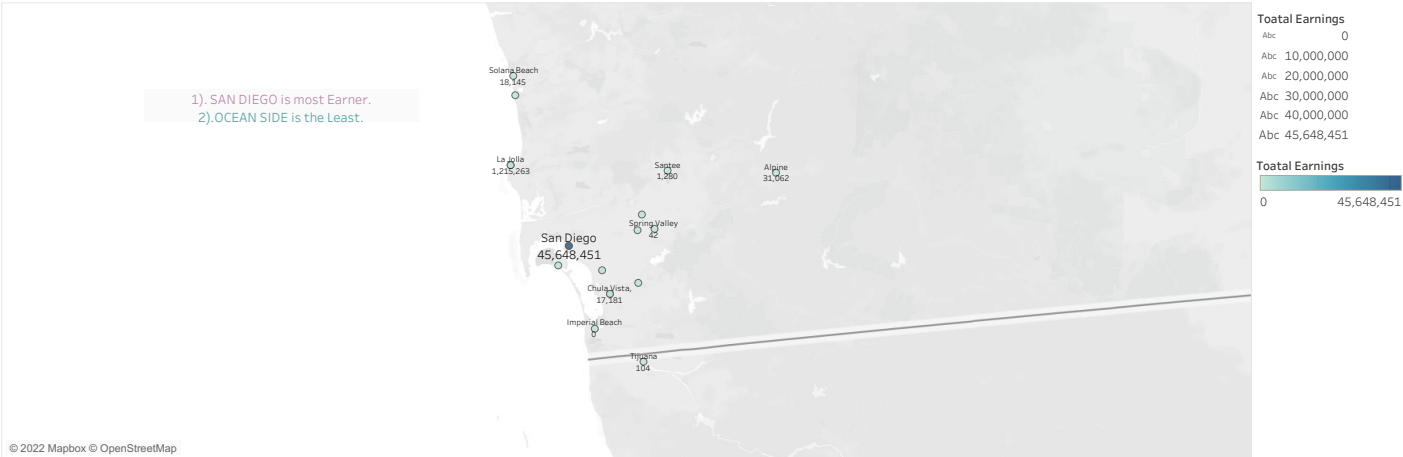 1). SAN DIEGO is most Earner.
2).OCEAN SIDE is the Least.
Solana Beach
18,145
La Jolla
1,215,263
Santee
1,280
Alpine
31,062
Spring Valley
42
San Diego
45,648,451
Chula Vista,
17,181
Imperial Beach
0
Tijuana
104
© 2022 Mapbox © OpenStreetMap
Toatal Earnings
Abc 0
Abc 10,000,000
Abc 20,000,000
Abc 30,000,000
Abc 40,000,000
Abc 45,648,451
Toatal Earnings
0 45,648,451